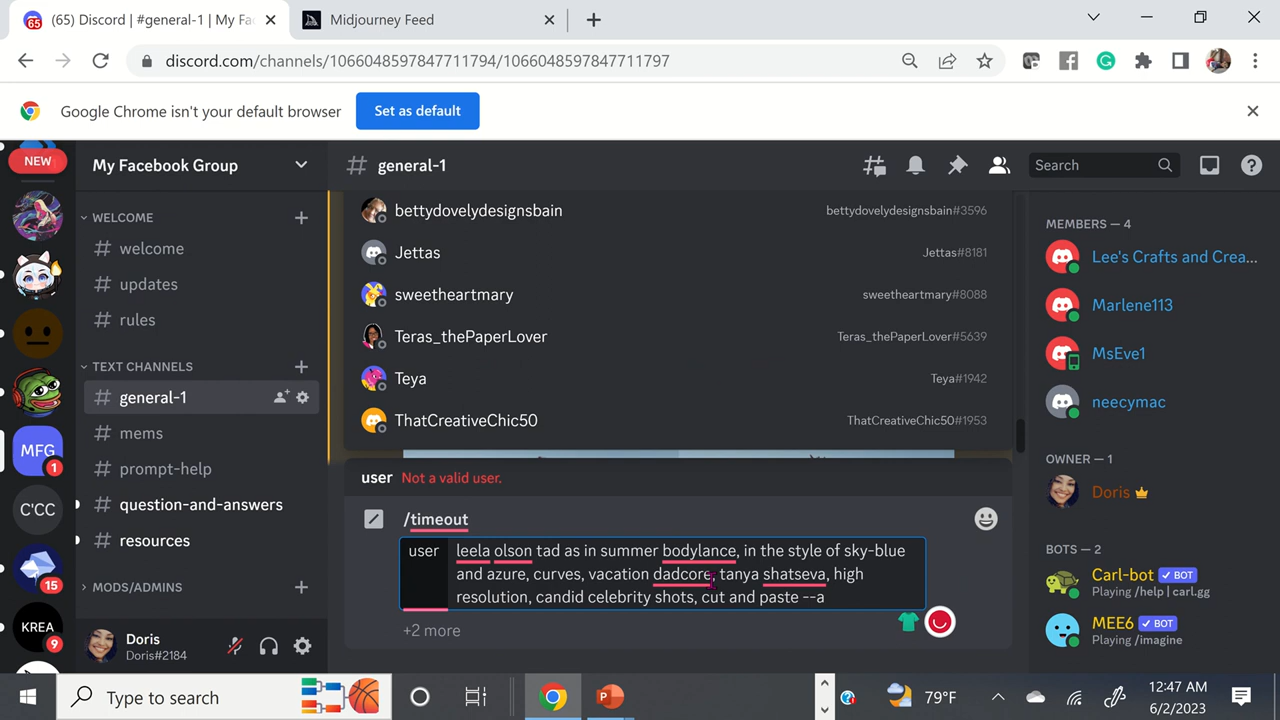 (65) Discord | #general-1 | My Fa
Midjourney Feed
discord.com/channels/1066048597847711794/1066048597847711797
Google Chrome isn't your default browser
Set as default
NEW
My Facebook Group
general-1
Search
WELCOME
welcome
updates
rules
TEXT CHANNELS
general-1
mems
prompt-help
question-and-answers
resources
MODS/ADMINS
MFG
1
C'CC
15
KREA
9
Doris
Doris#2184
bettydovelydesignsbain bettydovelydesignsbain#3596
Jettas Jettas#8181
sweetheartmary sweetheartmary#8088
Teras_thePaperLover Teras_thePaperLover#5639
Teya Teya#1942
ThatCreativeChic50 ThatCreativeChic50#1953
user Not a valid user.
/timeout
user leela olson tad as in summer bodylance, in the style of sky-blue
and azure, curves, vacation dadcore, tanya shatseva, high
resolution, candid celebrity shots, cut and paste --a
+2 more
MEMBERS — 4
Lee's Crafts and Crea...
Marlene113
MsEve1
neecymac
OWNER — 1
Doris
BOTS — 2
Carl-bot BOT
Playing /help | carl.gg
MEE6 BOT
Playing /imagine
Type to search
79°F
12:47 AM
6/2/2023